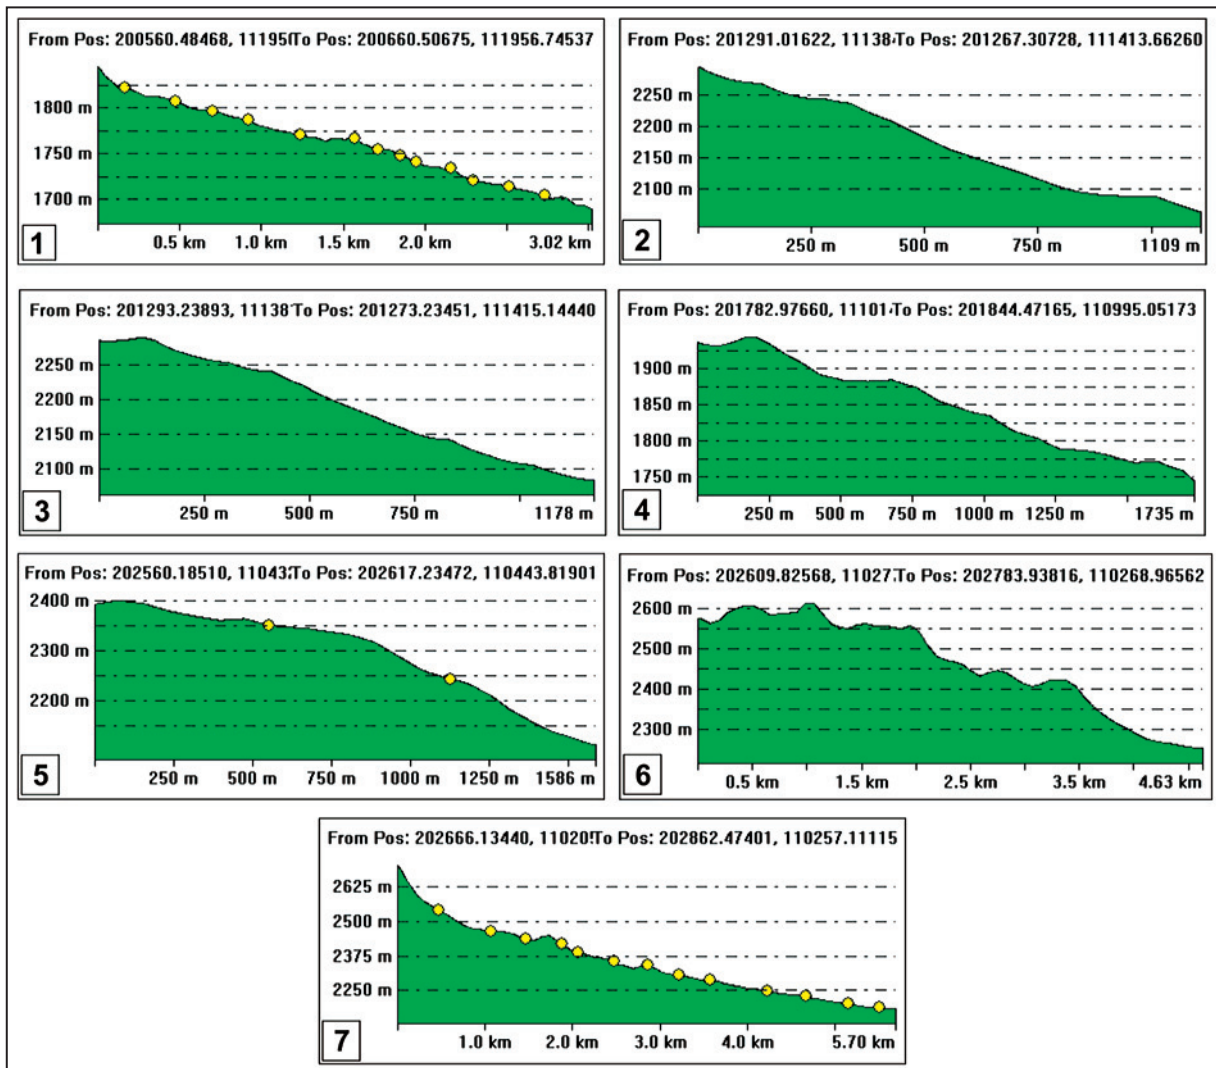 From Pos: 200560.48468, 11195(To Pos: 200660.50675, 111956.74537
1800 m
1750 m
1700 m
0.5 km 1.0 km 1.5 km 2.0 km 3.02 km
1
From Pos: 201291.01622, 11138To Pos: 201267.30728, 111413.66260
2250 m
2200 m
2150 m
2100 m
250 m 500 m 750 m 1109 m
2
From Pos: 201293.23893, 11138To Pos: 201273.23451, 111415.14440
2250 m
2200 m
2150 m
2100 m
250 m 500 m 750 m 1178 m
3
From Pos: 201782.97660, 11101To Pos: 201844.47165, 110995.05173
1900 m
1850 m
1800 m
1750 m
250 m 500 m 750 m 1000 m 1250 m 1735 m
4
From Pos: 202560.18510, 11043To Pos: 202617.23472, 110443.81901
2400 m
2300 m
2200 m
250 m 500 m 750 m 1000 m 1250 m 1586 m
5
From Pos: 202609.82568, 11027To Pos: 202783.93816, 110268.96562
2600 m
2500 m
2400 m
2300 m
0.5 km 1.5 km 2.5 km 3.5 km 4.63 km
6
From Pos: 202666.13440, 11020To Pos: 202862.47401, 110257.11115
2625 m
2500 m
2375 m
2250 m
1.0 km 2.0 km 3.0 km 4.0 km 5.70 km
7